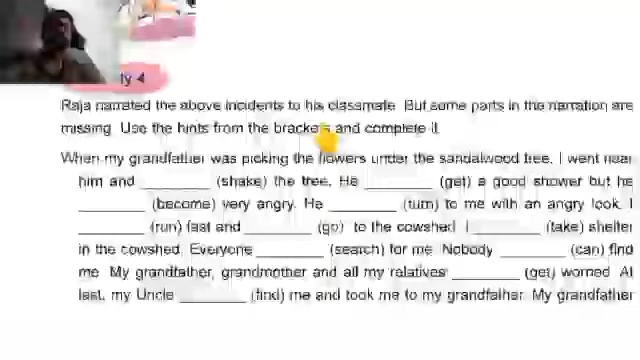 ty 4
Raja narrated the above incidents to his classmate. But some parts in the narration are
missing. Use the hints from the brackets and complete it.
When my grandfather was picking the flowers under the sandalwood tree, I went near
him and ________ (shake) the tree. He ________ (get) a good shower but he
________ (become) very angry. He ________ (turn) to me with an angry look. I
________ (run) fast and ________ (go) to the cowshed. I ________ (take) shelter
in the cowshed. Everyone ________ (search) for me. Nobody ________ (can) find
me. My grandfather, grandmother and all my relatives ________ (get) worried. At
last, my Uncle ________ (find) me and took me to my grandfather. My grandfather